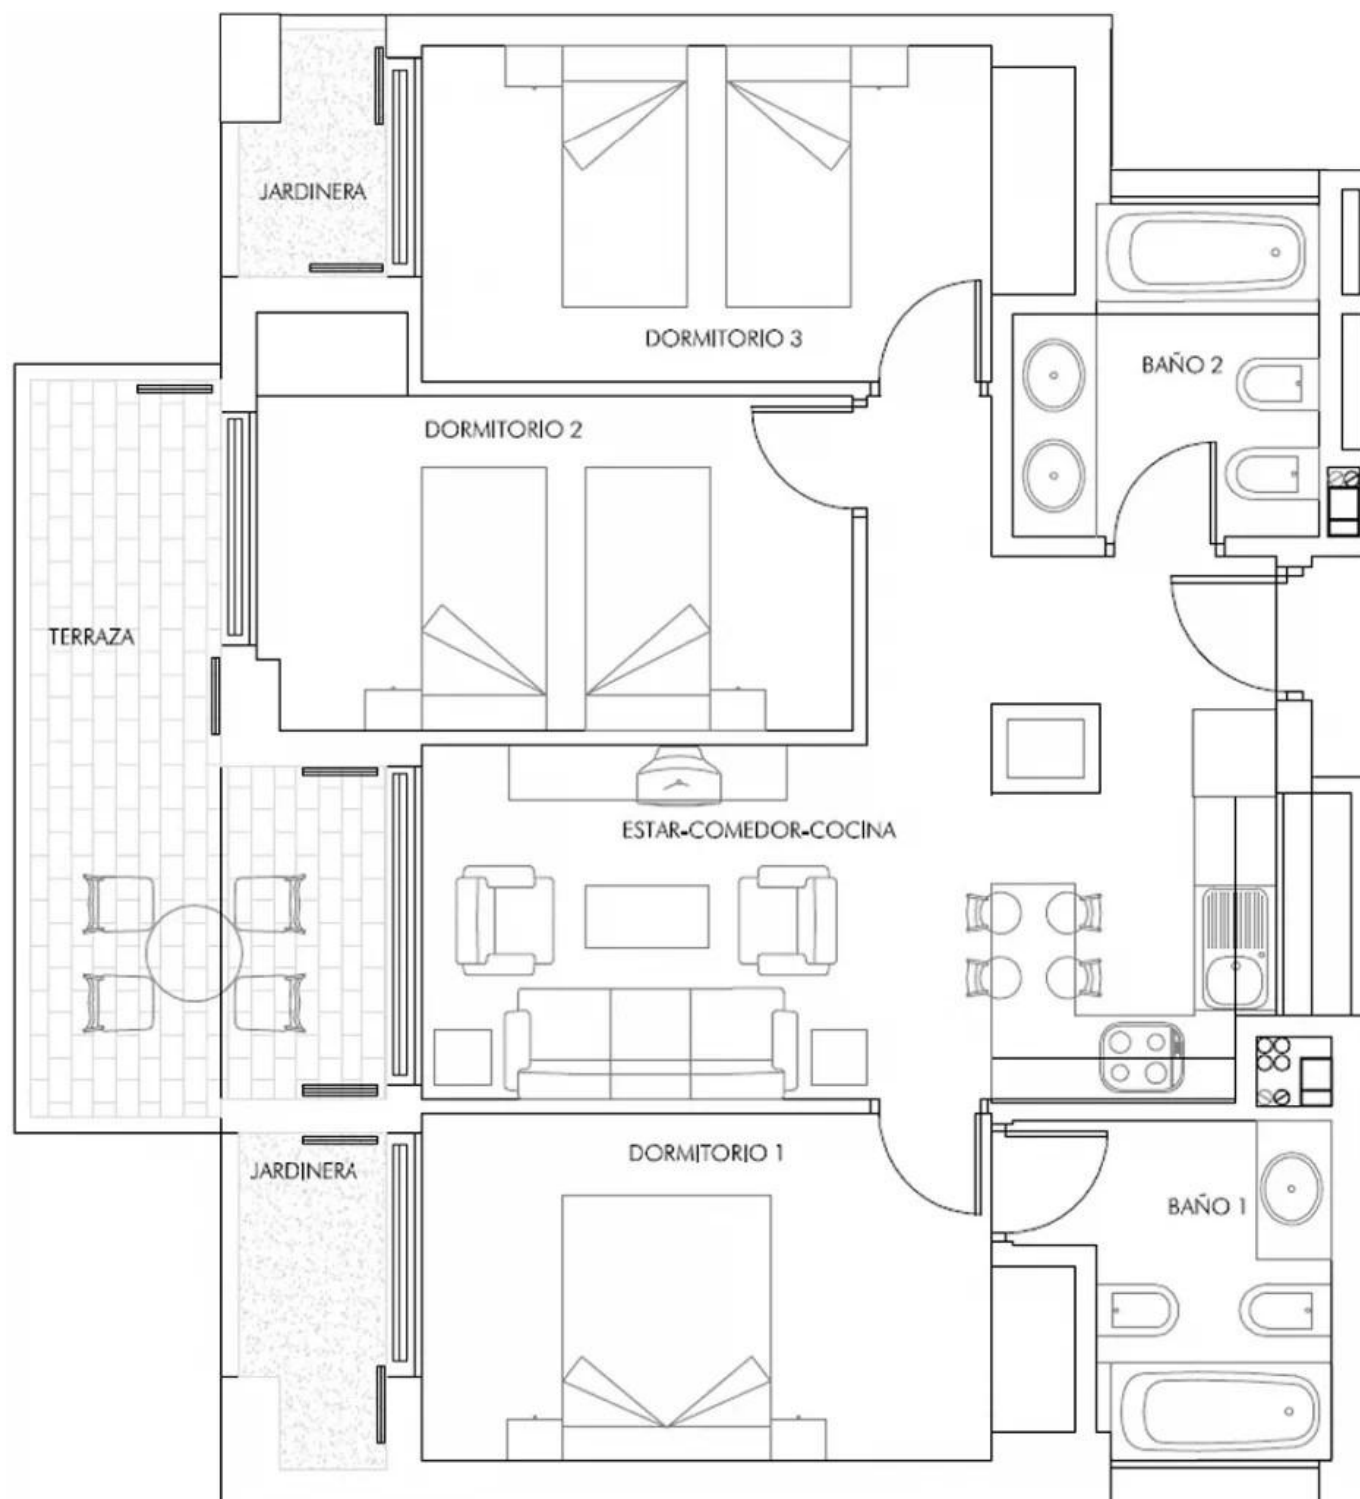 JARDINERA
DORMITORIO 3
BAÑO 2
DORMITORIO 2
TERRAZA
ESTAR-COMEDOR-COCINA
DORMITORIO 1
JARDINERA
BAÑO 1